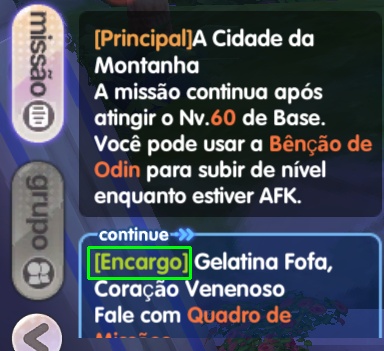 missão
[Principal]A Cidade da
Montanha
A missão continua após
atingir o Nv.60 de Base.
Você pode usar a Bênção de
Odin para subir de nível
enquanto estiver AFK.
grupo
continue
[Encargo] Gelatina Fofa,
Coração Venenoso
Fale com Quadro de
Missões